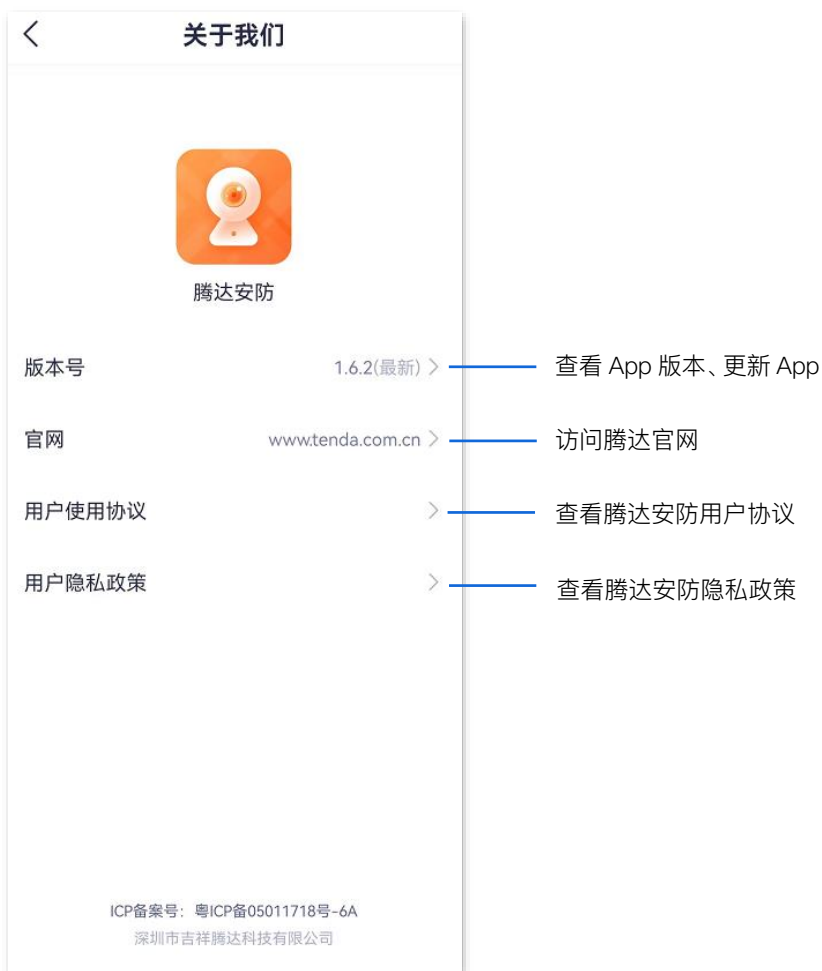 关于我们
腾达安防
版本号 1.6.2(最新) 查看 App 版本、更新 App
官网 www.tenda.com.cn 访问腾达官网
用户使用协议 查看腾达安防用户协议
用户隐私政策 查看腾达安防隐私政策
ICP备案号：粤ICP备05011718号-6A
深圳市吉祥腾达科技有限公司